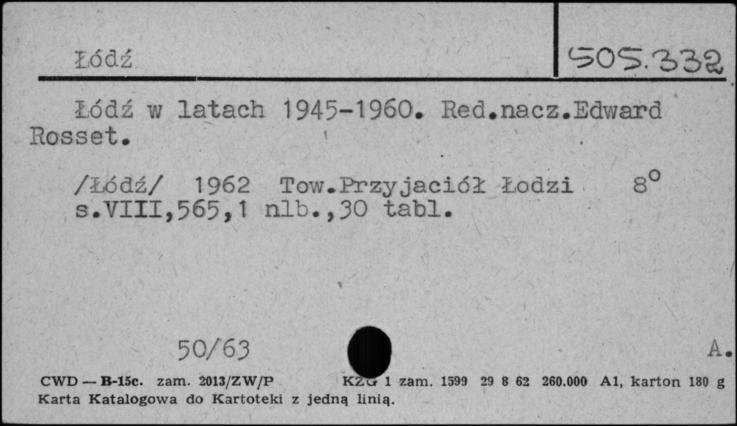 Łódź
505.332
Łódź w latach 1945-1960. Red.nacz.Edward
Rosset.
/Łódź/ 1962 Tow.Przyjaciół Łodzi 8°
s.VIII,565,1 nlb.,30 tabl.
50/63
A.
CWD — B-15c. zam. 2013/ZW/P KZG 1 zam. 1599 29 8 62 260.000 A1, karton 180 g
Karta Katalogowa do Kartoteki z jedną linią.